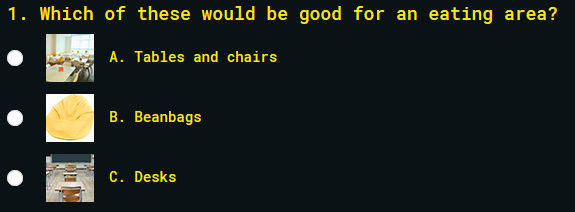 1. Which of these would be good for an eating area?
A. Tables and chairs
B. Beanbags
C. Desks